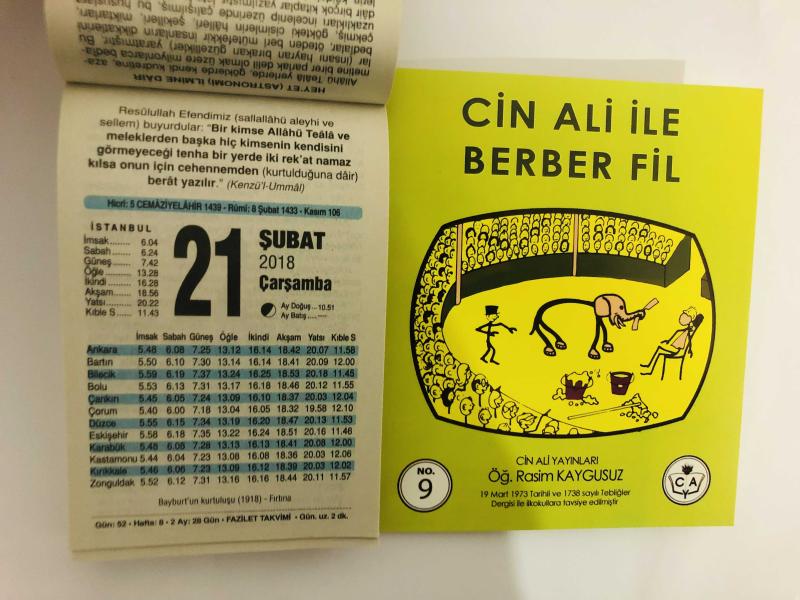 HEY'ET (ASTRONOMİ) İLMİNE DÂİR
Resûlullah Efendimiz (sallallâhü aleyhi ve
sellem) buyurdular: "Bir kimse Allâhü Teâlâ ve
meleklerden başka hiç kimsenin kendisini
görmeyeceği tenha bir yerde iki rek'at namaz
kılsa onun için cehennemden (kurtulduğuna dâir)
berât yazılır." (Kenzü'l-Ummâl)
Hicrî: 5 CEMÂZİYELÂHİR 1439 - Rûmî: 8 Şubat 1433 - Kasım 106
İSTANBUL
İmsak........ 6.04
Sabah ....... 6.24
Güneş ...... 7.42
Öğle ........ 13.28
İkindi ....... 16.28
Akşam..... 18.56
Yatsı........ 20.22
Kıble S .... 11.43
21
ŞUBAT
2018
Çarşamba
Ay Doğuş ... 10.51
Ay Batış ......----
İmsak Sabah Güneş Öğle İkindi Akşam Yatsı Kıble S
Ankara 5.48 6.08 7.25 13.12 16.14 18.42 20.07 11.58
Bartın 5.50 6.10 7.30 13.14 16.14 18.41 20.09 12.00
Bilecik 5.59 6.19 7.37 13.24 16.25 18.53 20.18 11.45
Bolu 5.53 6.13 7.31 13.17 16.18 18.46 20.12 11.55
Çankırı 5.45 6.05 7.24 13.09 16.10 18.37 20.03 12.04
Çorum 5.40 6.00 7.18 13.04 16.05 18.32 19.58 12.10
Düzce 5.55 6.15 7.34 13.19 16.20 18.47 20.13 11.53
Eskişehir 5.58 6.18 7.35 13.22 16.24 18.51 20.16 11.46
Karabük 5.48 6.08 7.28 13.13 16.13 18.41 20.08 12.00
Kastamonu 5.44 6.04 7.23 13.08 16.08 18.36 20.03 12.06
Kırıkkale 5.46 6.06 7.23 13.09 16.12 18.39 20.03 12.02
Zonguldak 5.52 6.12 7.31 13.16 16.16 18.44 20.11 11.57
Bayburt'un kurtuluşu (1918) - Fırtına
Gün: 52 • Hafta: 8 • 2 Ay: 28 Gün • FAZİLET TAKVİMİ • Gün. uz. 2 dk.
CİN ALİ İLE
BERBER FİL
CİN ALİ YAYINLARI
Öğ. Rasim KAYGUSUZ
19 Mart 1973 Tarihli ve 1738 sayılı Tebliğler
Dergisi ile ilkokullara tavsiye edilmiştir
NO.
9
C A
Y